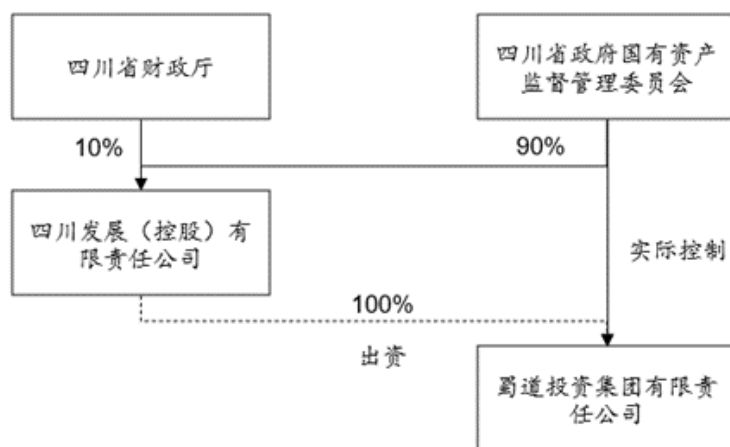 四川省财政厅
四川省政府国有资产
监督管理委员会
10%
90%
四川发展（控股）有
限责任公司
实际控制
100%
出资
蜀道投资集团有限责
任公司